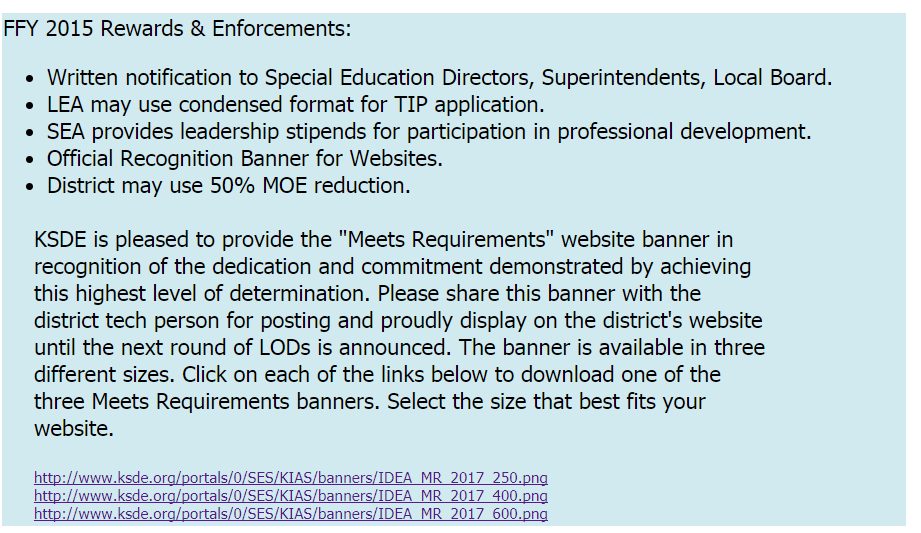 FFY 2015 Rewards & Enforcements:
• Written notification to Special Education Directors, Superintendents, Local Board.
• LEA may use condensed format for TIP application.
• SEA provides leadership stipends for participation in professional development.
• Official Recognition Banner for Websites.
• District may use 50% MOE reduction.
KSDE is pleased to provide the "Meets Requirements" website banner in
recognition of the dedication and commitment demonstrated by achieving
this highest level of determination. Please share this banner with the
district tech person for posting and proudly display on the district's website
until the next round of LODs is announced. The banner is available in three
different sizes. Click on each of the links below to download one of the
three Meets Requirements banners. Select the size that best fits your
website.
http://www.ksde.org/portals/0/SES/KIAS/banners/IDEA_MR_2017_250.png
http://www.ksde.org/portals/0/SES/KIAS/banners/IDEA_MR_2017_400.png
http://www.ksde.org/portals/0/SES/KIAS/banners/IDEA_MR_2017_600.png